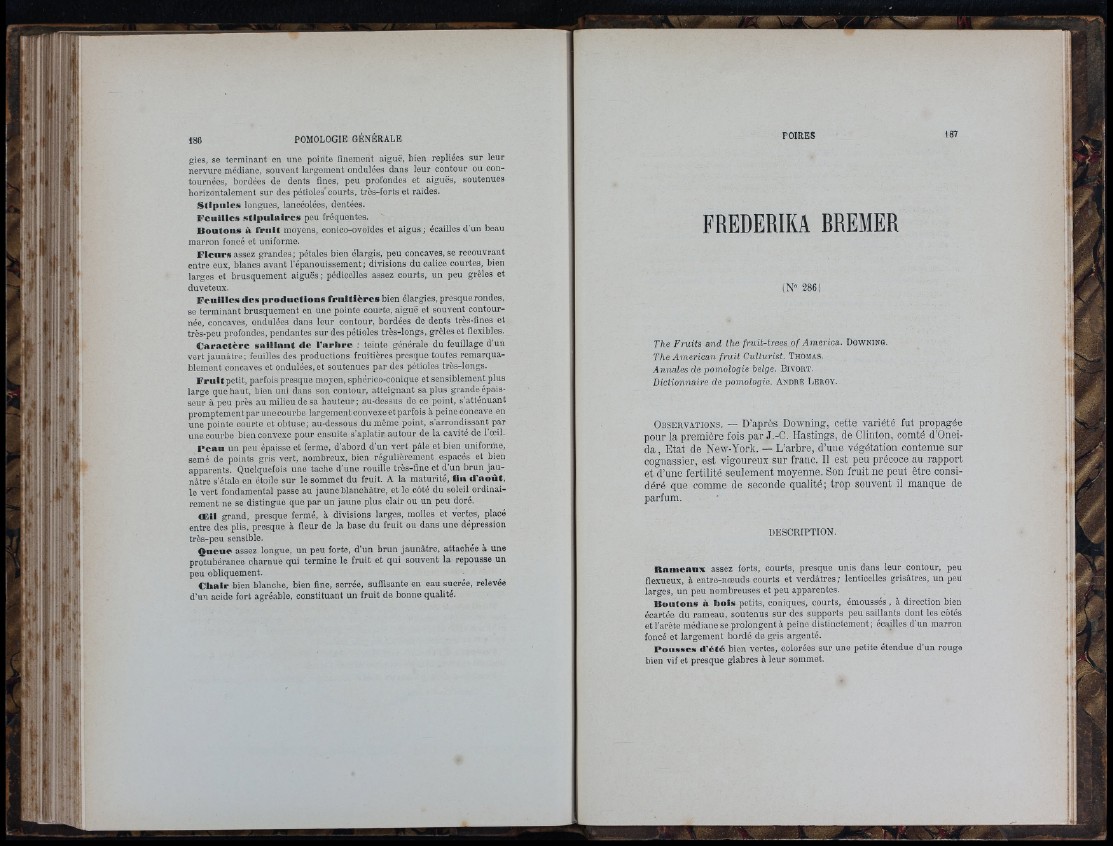 186 POMOLOGIE GÉNÉRALE
gies, se terminant en une pointe finement aiguë, bien repliées sur leur
nervure médiane, souvent largement ondulées dans leur contour ou con-
tournées, bordées de dents fines, peu profondes et aiguës, soutenues
horizontalement sur des pétioles courts, très-forts et raides.
Stipules longues, lancéolées, dentées.
Feuilles stipulaires peu fréquentes.
Boutons à fruit moyens, conico-ovoïdes et aigus; écailles d'un beau
marron foncé et uniforme.
Fleurs assez grandes; pétales bien élargis, peu concaves, se recouvrant
entre eux, blancs avant l'épanouissement; divisions du calice courtes, bien
larges et brusquement aiguës; pédicelles assez courts, un peu grêles et
duveteux.
Feuilles des productions fruitières bien élargies, presque rondes,
se terminant brusquement en une pointe courte, aiguë et souvent contour-
née, concaves, ondulées dans leur contour, bordées de dents très-fines et
très-peu profondes, pendantes sur des pétioles très-longs, grêles et flexibles.
Caractère saillant de l'arbre : teinte générale du feuillage d'un
vert jaunâtre; feuilles des productions fruitières presque toutes remarqua-
blement concaves et ondulées, et soutenues par des pétioles très-longs.
Fruit petit, parfois presque moyen, sphérico-conique et sensiblement plus
large que haut, bien uni dans son contour, atteignant sa plus grande épais-
seur à peu près au milieu de sa hauteur; au-dessus de ce point, s'atténuant
promptement par une courbe largement convexe et parfois à peine concave en
une pointe courte et obtuse; au-dessous du même point, s'arrondissant par
une courbe bien convexe pour ensuite s'aplatir autour de la cavité de l'œil.
Peau un peu épaisse et ferme, d'abord d'un vert pâle et bien uniforme,
semé de points gris vert, nombreux, bien régulièrement espacés et bien
apparents. Quelquefois une tache d'une rouille très-fine et d'un brun jau-
nâtre s'étale en étoile sur le sommet du fruit. A la maturité, fin d'août,
le vert fondamental passe au jaune blanchâtre, et le côté du soleil ordinai-
rement ne se distingue que par un jaune plus clair ou un peu doré.
Œil grand, presque fermé, à divisions larges, molles et vertes, placé
entre des plis, presque à fleur de la base du fruit ou dans une dépression
très-peu sensible.
Queue assez longue, un peu forte, d'un brun jaunâtre, attachée à une
protubérance charnue qui termine le fruit et qui souvent la repousse un
peu obliquement.
Chair bien blanche, bien fine, serrée, suffisante en eau sucrée, relevée
d'un acide fort agréable, constituant un fruit de bonne qualité.
POIRES 187
FREDERIKA BREMER
(N° 286)
The Fruits and the fruit-trees of America. DOWNING.
The American fruit Culturist. THOMAS.
Annales de pomologie belge. BIVORT.
Dictionnaire de pomologie. ANDRÉ LEROY.
OBSERVATIONS. — D'après Downing, cette variété fut propagée
pour la première fois par J.-C. Hastings, de Clinton, comté d'Onei-
da, Etat de New-York. — L'arbre, d'une végétation contenue sur
cognassier, est vigoureux sur franc. Il est peu précoce au rapport
et d'une fertilité seulement moyenne. Son fruit ne peut être consi-
déré que comme de seconde qualité; trop souvent il manque de
parfum.
DESCRIPTION.
Rameaux assez forts, courts, presque unis dans leur contour, peu
flexueux, à entre-nœuds courts et verdâtres; lenticelles grisâtres, un peu
larges, un peu nombreuses et peu apparentes.
Boutons à bois petits, coniques, courts, émoussés, à direction bien
écartée du rameau, soutenus sur des supports peu saillants dont les côtés
et l'arête médiane se prolongent à peine distinctement; écailles d'un marron
foncé et largement bordé de gris argenté.
Pousses d'été bien vertes, colorées sur une petite étendue d'un rouge
bien vif et presque glabres à leur sommet.